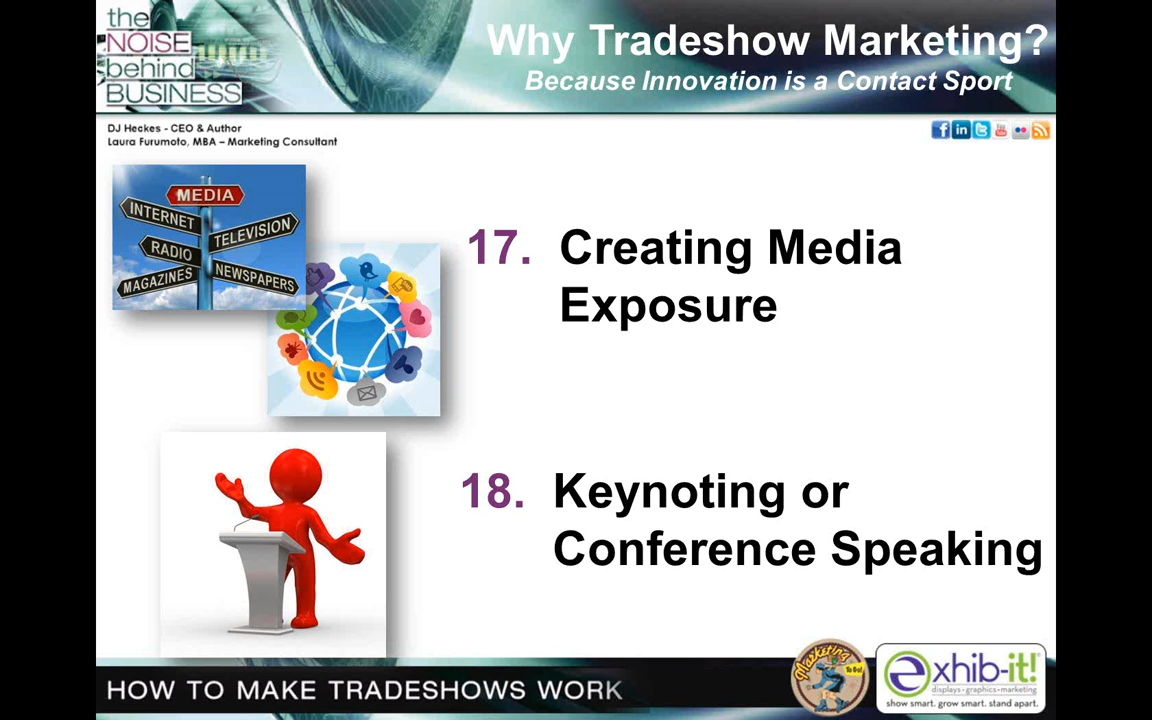 the
NOISE
behind
BUSINESS
Why Tradeshow Marketing?
Because Innovation is a Contact Sport
DJ Heckes - CEO & Author
Laura Furumoto, MBA – Marketing Consultant
MEDIA
INTERNET
TELEVISION
RADIO
MAGAZINES
NEWSPAPERS
17. Creating Media
Exposure
18. Keynoting or
Conference Speaking
HOW TO MAKE TRADESHOWS WORK
Marketing
To Go!
exhib-it!
displays•graphics•marketing
show smart. grow smart. stand apart.